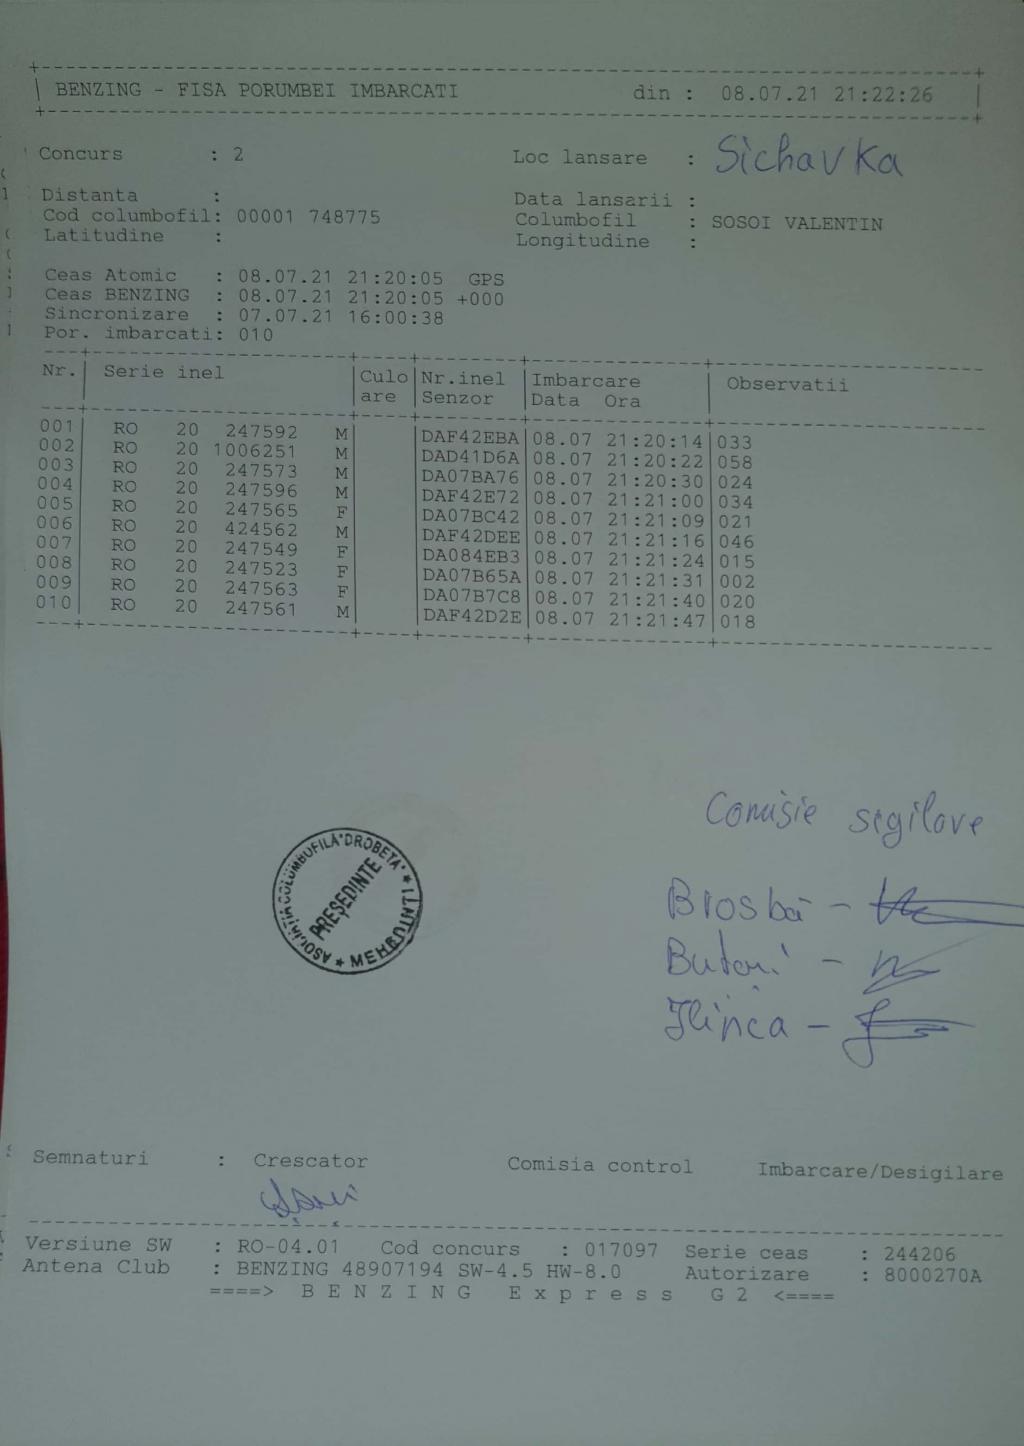 BENZING - FISA PORUMBEI IMBARCATI din : 08.07.21 21:22:26
Concurs : 2 Loc lansare : Sichavka
Distanta : Data lansarii :
Cod columbofil: 00001 748775 Columbofil : SOSOI VALENTIN
Latitudine : Longitudine :
Ceas Atomic : 08.07.21 21:20:05 GPS
Ceas BENZING : 08.07.21 21:20:05 +000
Sincronizare : 07.07.21 16:00:38
Por. imbarcati: 010
Nr. Serie inel Culo Nr.inel Imbarcare Observatii
are Senzor Data Ora
001 RO 20 247592 M DAF42EBA 08.07 21:20:14 033
002 RO 20 1006251 M DAD41D6A 08.07 21:20:22 058
003 RO 20 247573 M DA07BA76 08.07 21:20:30 024
004 RO 20 247596 M DAF42E72 08.07 21:21:00 034
005 RO 20 247565 F DA07BC42 08.07 21:21:09 021
006 RO 20 424562 M DAF42DEE 08.07 21:21:16 046
007 RO 20 247549 F DA084EB3 08.07 21:21:24 015
008 RO 20 247523 F DA07B65A 08.07 21:21:31 002
009 RO 20 247563 F DA07B7C8 08.07 21:21:40 020
010 RO 20 247561 M DAF42D2E 08.07 21:21:47 018
Comisie sigilare
ASOCIAŢIA COLUMBOFILĂ "DROBETA" * MEHEDINTI *
PREŞEDINTE
Brosbă -
Butoni -
Ilinca -
Semnaturi : Crescator Comisia control Imbarcare/Desigilare
Versiune SW : RO-04.01 Cod concurs : 017097 Serie ceas : 244206
Antena Club : BENZING 48907194 SW-4.5 HW-8.0 Autorizare : 8000270A
====> B E N Z I N G E x p r e s s G 2 <====